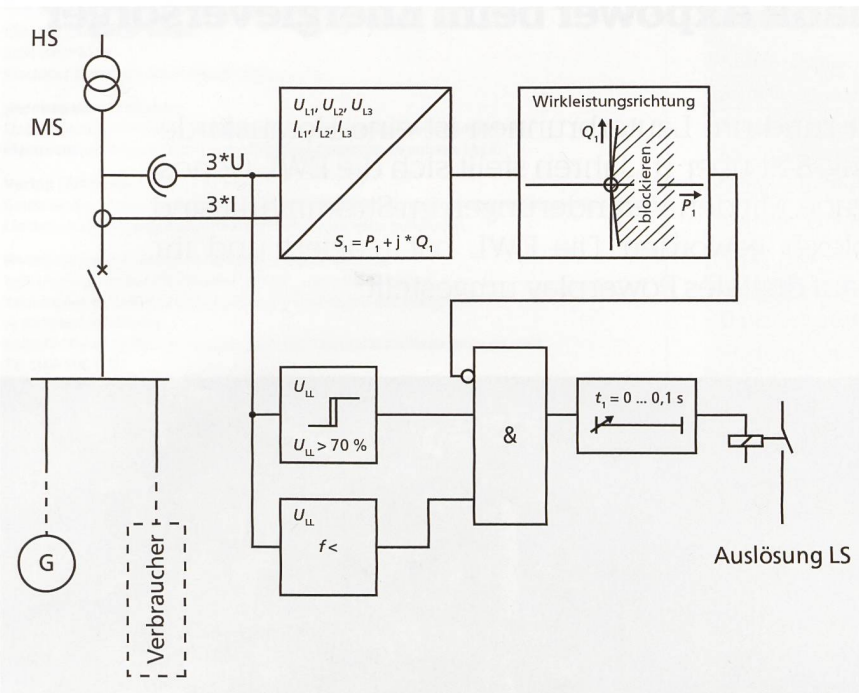 HS
MS
3*U
3*I
U_L1, U_L2, U_L3
I_L1, I_L2, I_L3
S_1 = P_1 + j * Q_1
Wirkleistungsrichtung
Q_1
blockieren
P_1
U_LL
U_LL > 70 %
U_LL
f<
&
t_1 = 0 ... 0,1 s
Auslösung LS
G
Verbraucher